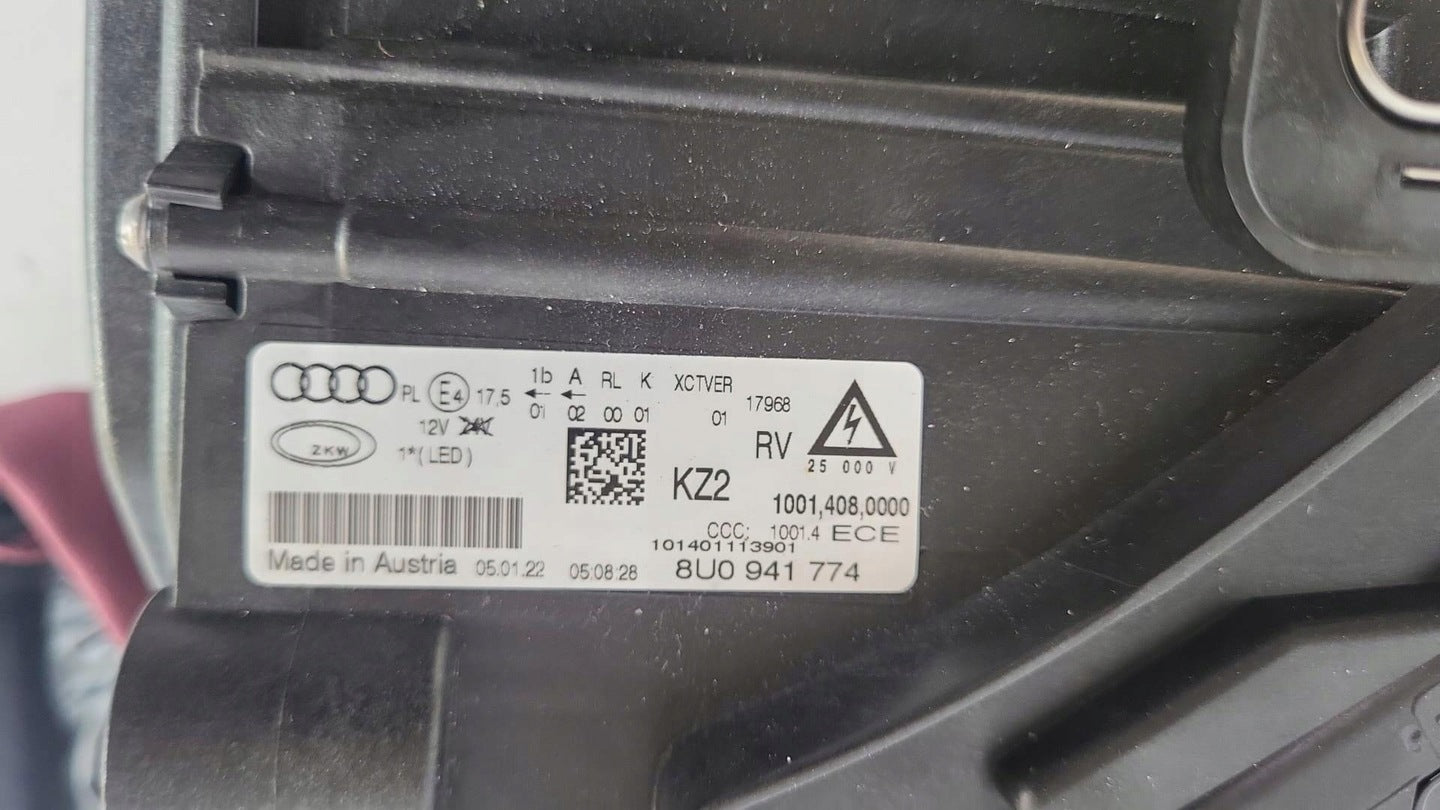 1b A RL K XCTVER
PL E4 17,5 ← ←
01 02 00 01 01 17968
12V
ZKW 1*(LED)
RV
25 000 V
KZ2
1001,408,0000
CCC: 1001.4 ECE
101401113901
Made in Austria 05.01.22 05:08:28 8U0 941 774